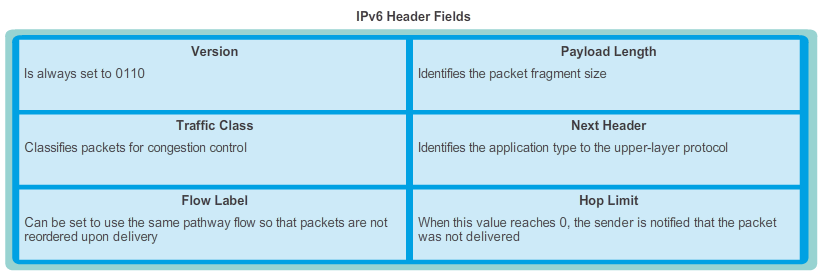 IPv6 Header Fields
Version
Is always set to 0110
Payload Length
Identifies the packet fragment size
Traffic Class
Classifies packets for congestion control
Next Header
Identifies the application type to the upper-layer protocol
Flow Label
Can be set to use the same pathway flow so that packets are not
reordered upon delivery
Hop Limit
When this value reaches 0, the sender is notified that the packet
was not delivered